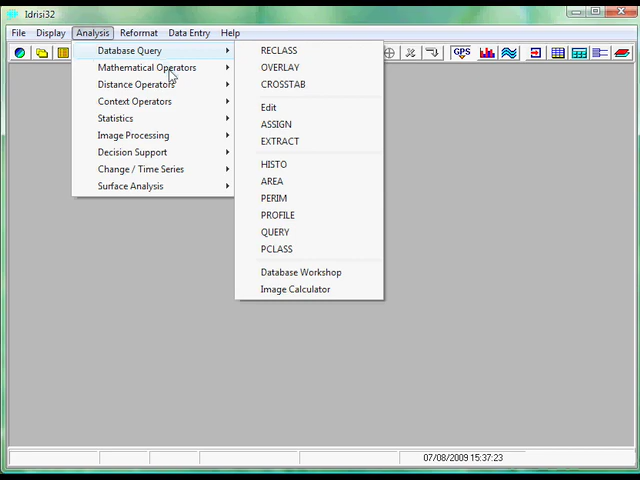 Idrisi32
File Display Analysis Reformat Data Entry Help
GPS
Database Query
Mathematical Operators
Distance Operators
Context Operators
Statistics
Image Processing
Decision Support
Change / Time Series
Surface Analysis
RECLASS
OVERLAY
CROSSTAB
Edit
ASSIGN
EXTRACT
HISTO
AREA
PERIM
PROFILE
QUERY
PCLASS
Database Workshop
Image Calculator
07/08/2009 15:37:23